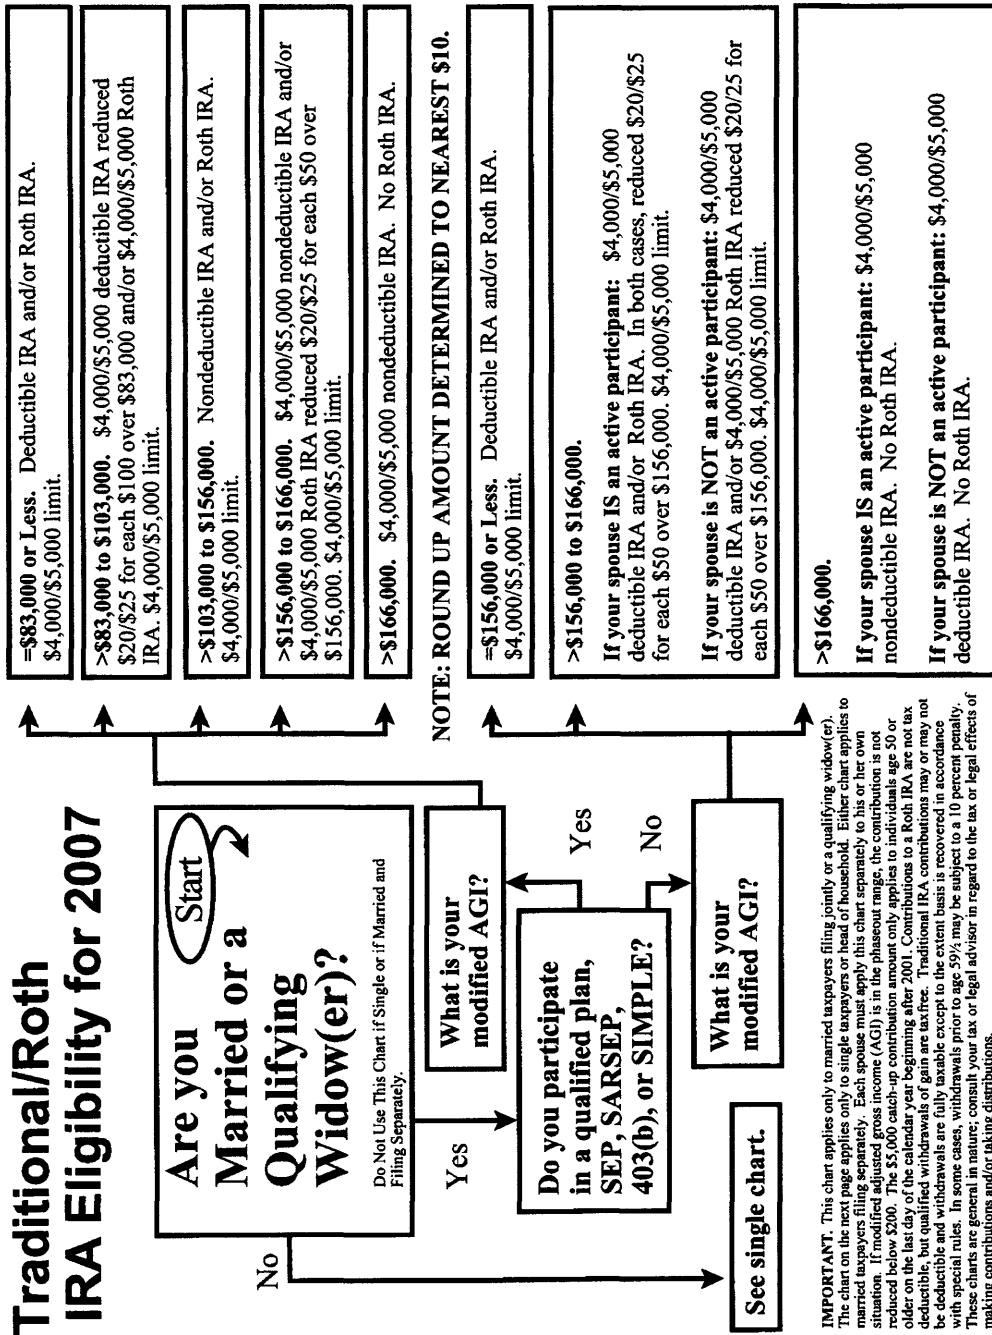 Traditional/Roth
IRA Eligibility for 2007
Start
Are you
Married or a
Qualifying
Widow(er)?
Do Not Use This Chart if Single or if Married and
Filing Separately.
No
Yes
See single chart.
Do you participate
in a qualified plan,
SEP, SARSEP,
403(b), or SIMPLE?
Yes
No
What is your
modified AGI?
What is your
modified AGI?
=$83,000 or Less. Deductible IRA and/or Roth IRA.
$4,000/$5,000 limit.
>$83,000 to $103,000. $4,000/$5,000 deductible IRA reduced
$20/$25 for each $100 over $83,000 and/or $4,000/$5,000 Roth
IRA. $4,000/$5,000 limit.
>$103,000 to $156,000. Nondeductible IRA and/or Roth IRA.
$4,000/$5,000 limit.
>$156,000 to $166,000. $4,000/$5,000 nondeductible IRA and/or
$4,000/$5,000 Roth IRA reduced $20/$25 for each $50 over
$156,000. $4,000/$5,000 limit.
>$166,000. $4,000/$5,000 nondeductible IRA. No Roth IRA.
NOTE: ROUND UP AMOUNT DETERMINED TO NEAREST $10.
=$156,000 or Less. Deductible IRA and/or Roth IRA.
$4,000/$5,000 limit.
>$156,000 to $166,000.
If your spouse IS an active participant: $4,000/$5,000
deductible IRA and/or Roth IRA. In both cases, reduced $20/$25
for each $50 over $156,000. $4,000/$5,000 limit.
If your spouse is NOT an active participant: $4,000/$5,000
deductible IRA and/or $4,000/$5,000 Roth IRA reduced $20/25 for
each $50 over $156,000. $4,000/$5,000 limit.
>$166,000.
If your spouse IS an active participant: $4,000/$5,000
nondeductible IRA. No Roth IRA.
If your spouse is NOT an active participant: $4,000/$5,000
deductible IRA. No Roth IRA.
IMPORTANT. This chart applies only to married taxpayers filing jointly or a qualifying widow(er).
The chart on the next page applies only to single taxpayers or head of household. Either chart applies to
married taxpayers filing separately. Each spouse must apply this chart separately to his or her own
situation. If modified adjusted gross income (AGI) is in the phaseout range, the contribution is not
reduced below $200. The $5,000 catch-up contribution amount only applies to individuals age 50 or
older on the last day of the calendar year beginning after 2001. Contributions to a Roth IRA are not tax
deductible, but qualified withdrawals of gain are taxfree. Traditional IRA contributions may or may not
be deductible and withdrawals are fully taxable except to the extent basis is recovered in accordance
with special rules. In some cases, withdrawals prior to age 59½ may be subject to a 10 percent penalty.
These charts are general in nature; consult your tax or legal advisor in regard to the tax or legal effects of
making contributions and/or taking distributions.